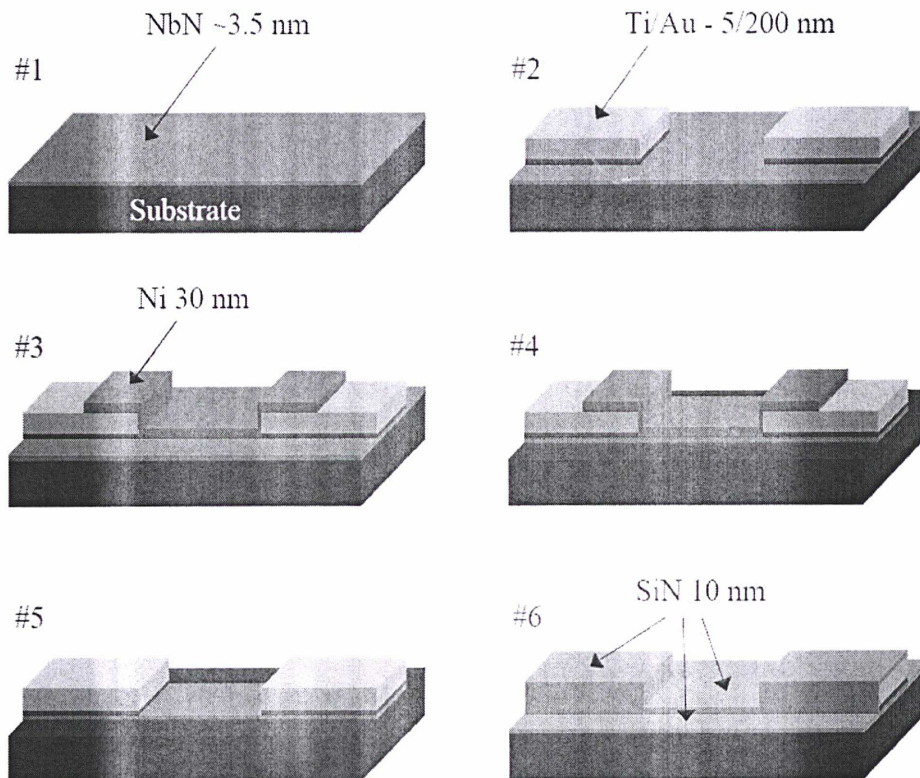 NbN ~3.5 nm
Ti/Au - 5/200 nm
#1
#2
Substrate
Ni 30 nm
#3
#4
SiN 10 nm
#5
#6